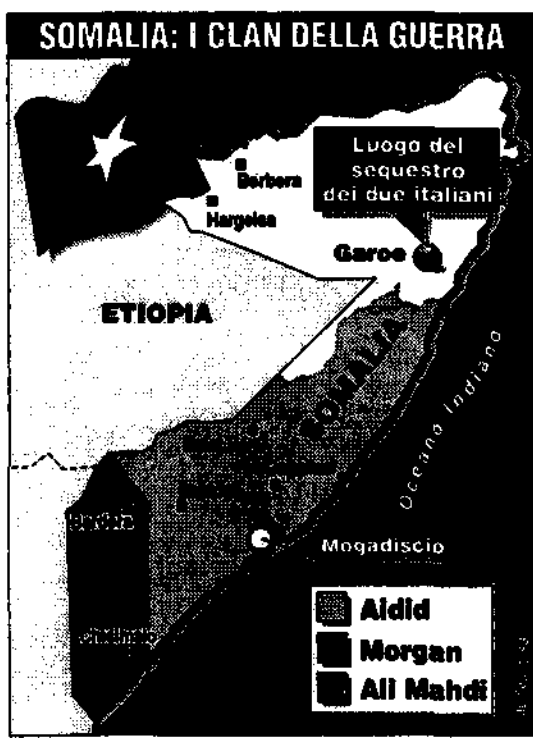 SOMALIA: I CLAN DELLA GUERRA
Luogo del
sequestro
dei due italiani
Berbera
Hargeisa
Garoe
ETIOPIA
SOMALIA
Oceano Indiano
Mogadiscio
Aidid
Morgan
Ali Mahdi